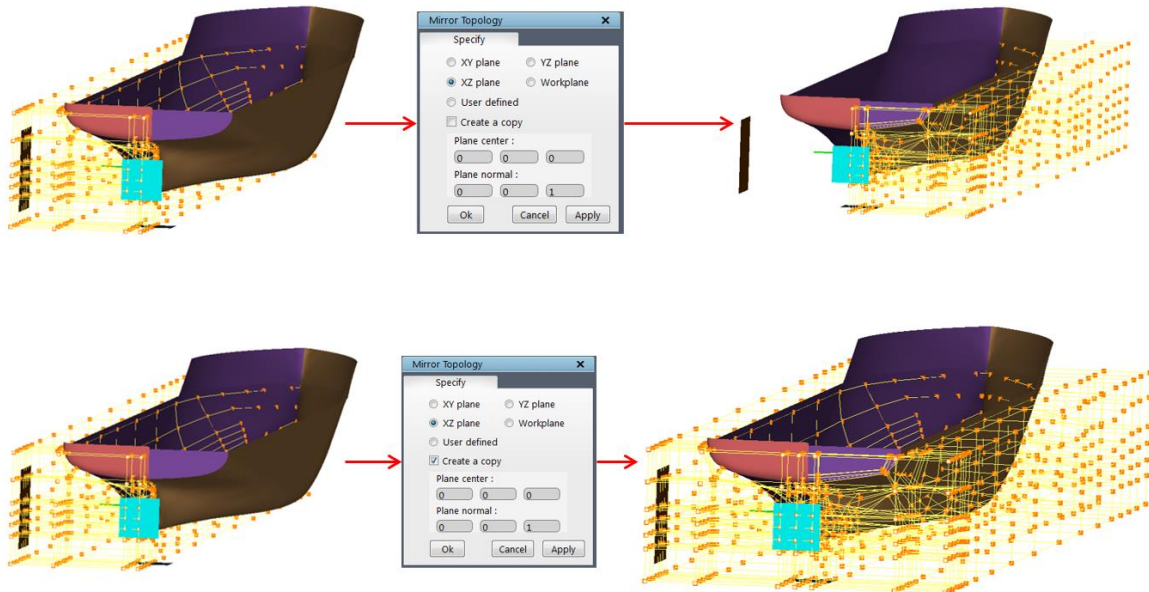 Mirror Topology ×
Specify
XY plane YZ plane
XZ plane Workplane
User defined
Create a copy
Plane center :
0 0 0
Plane normal :
0 0 1
Ok Cancel Apply
Mirror Topology ×
Specify
XY plane YZ plane
XZ plane Workplane
User defined
Create a copy
Plane center :
0 0 0
Plane normal :
0 0 1
Ok Cancel Apply